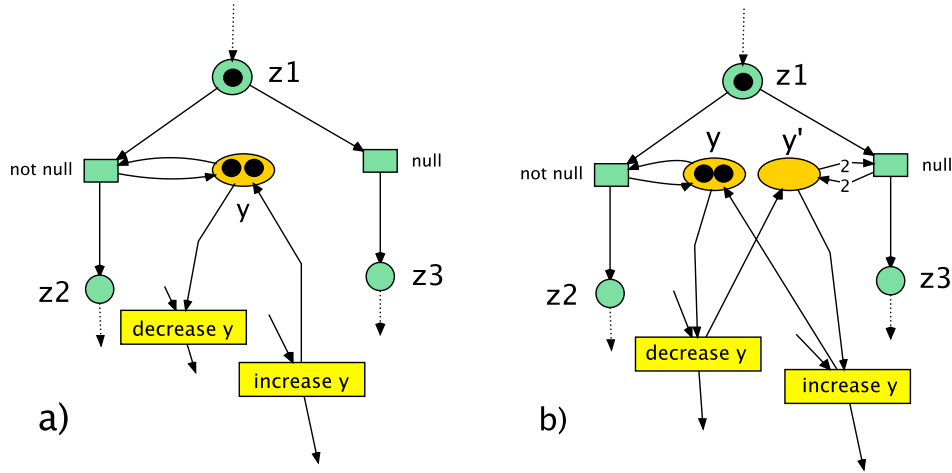 z1
not null
null
y
z2
z3
decrease y
increase y
a)
z1
y
y'
not null
2
2
null
z2
z3
decrease y
increase y
b)